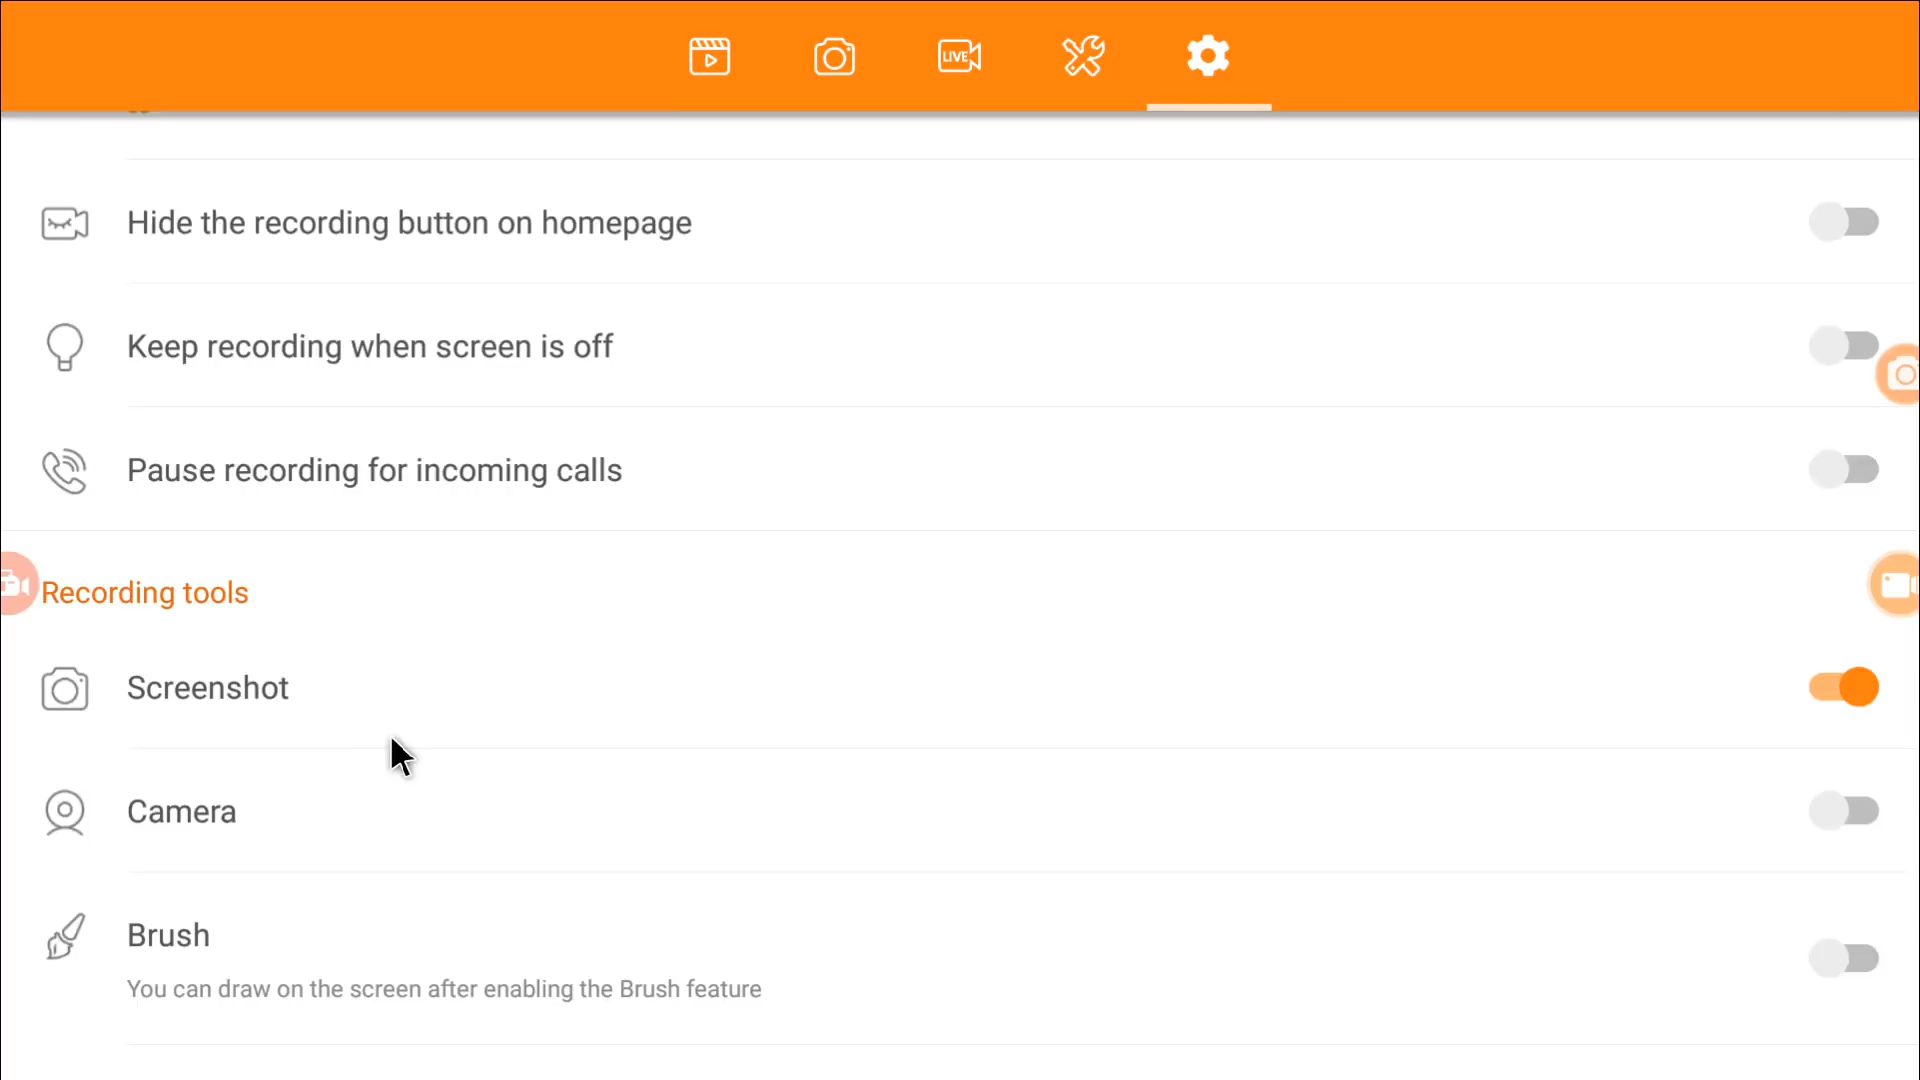 LIVE
Hide the recording button on homepage
Keep recording when screen is off
Pause recording for incoming calls
Recording tools
Screenshot
Camera
Brush
You can draw on the screen after enabling the Brush feature